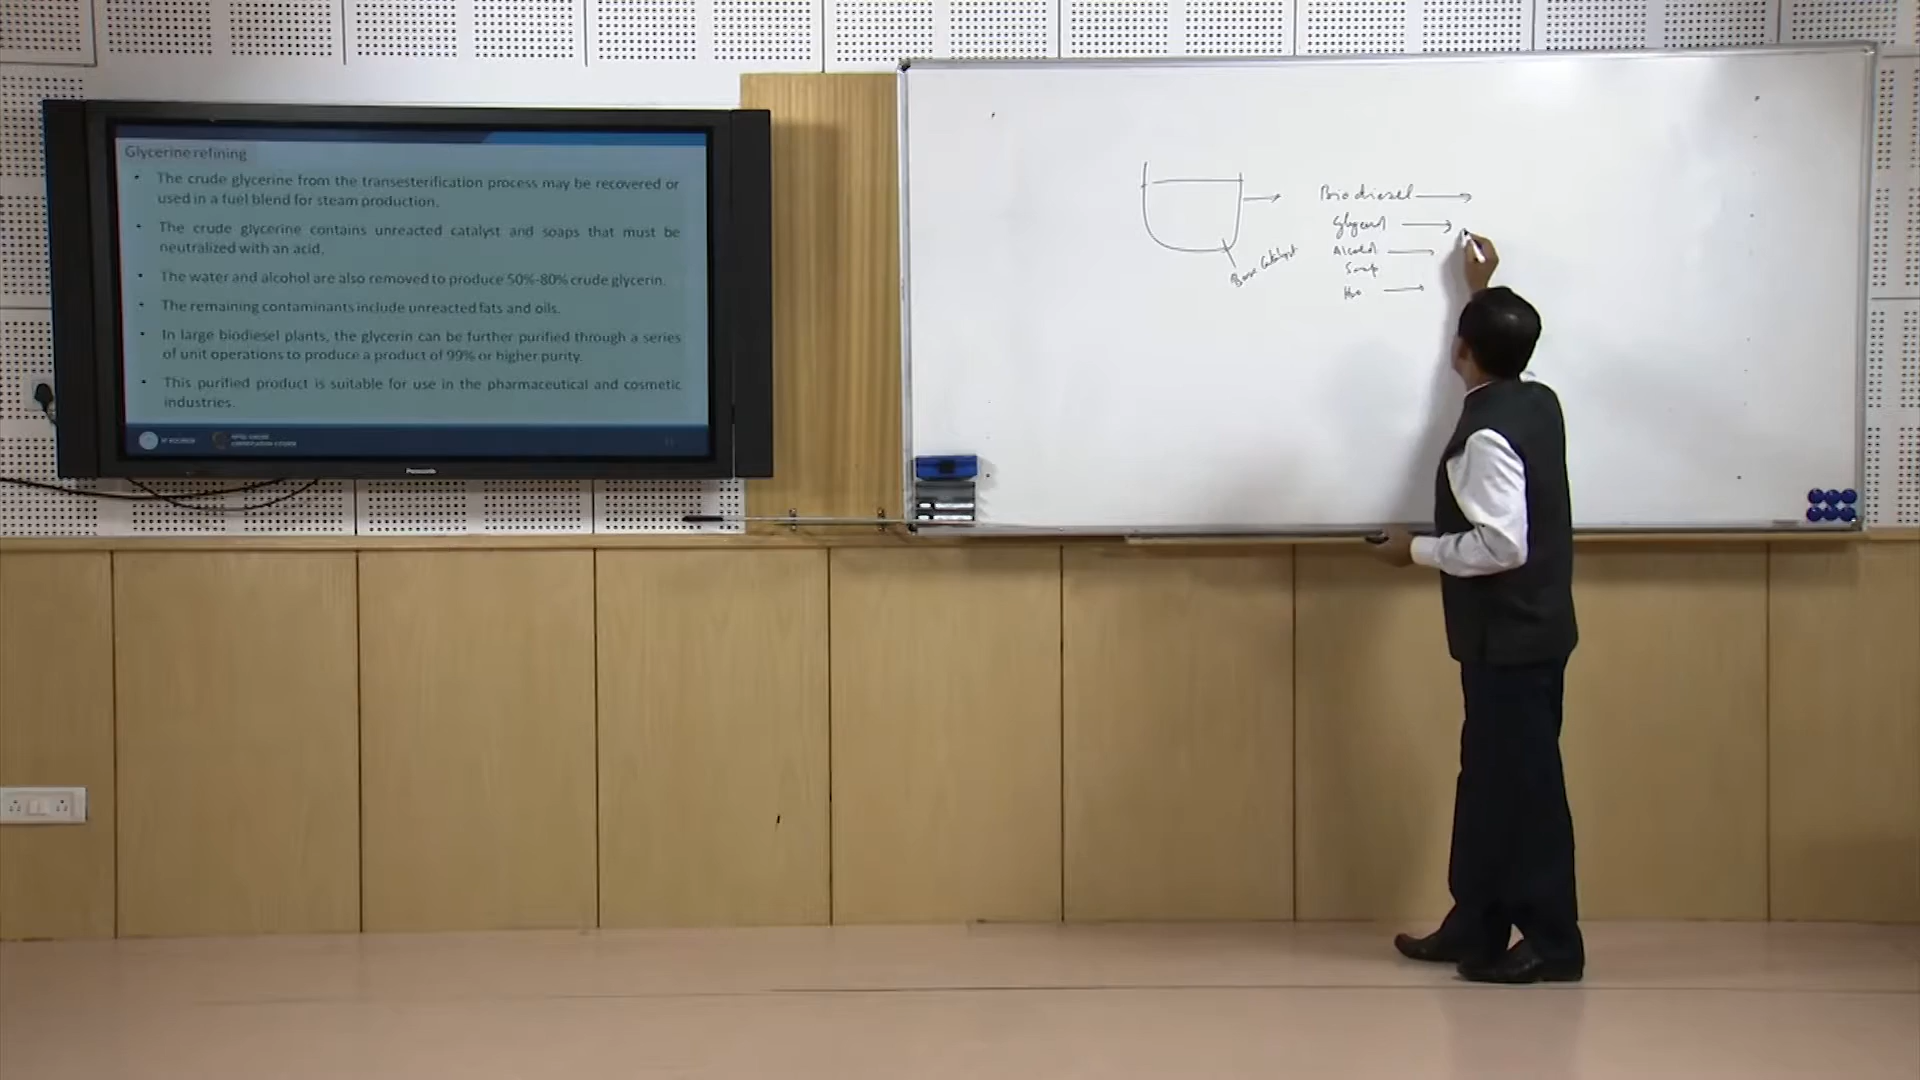 Glycerine refining
• The crude glycerine from the transesterification process may be recovered or
used in a fuel blend for steam production.
• The crude glycerine contains unreacted catalyst and soaps that must be
neutralized with an acid.
• The water and alcohol are also removed to produce 50%-80% crude glycerin.
• The remaining contaminants include unreacted fats and oils.
• In large biodiesel plants, the glycerin can be further purified through a series
of unit operations to produce a product of 99% or higher purity.
• This purified product is suitable for use in the pharmaceutical and cosmetic
industries.
Panasonic
Biodiesel
Glycerol
Alcohol
Soap
H2O
Base Catalyst